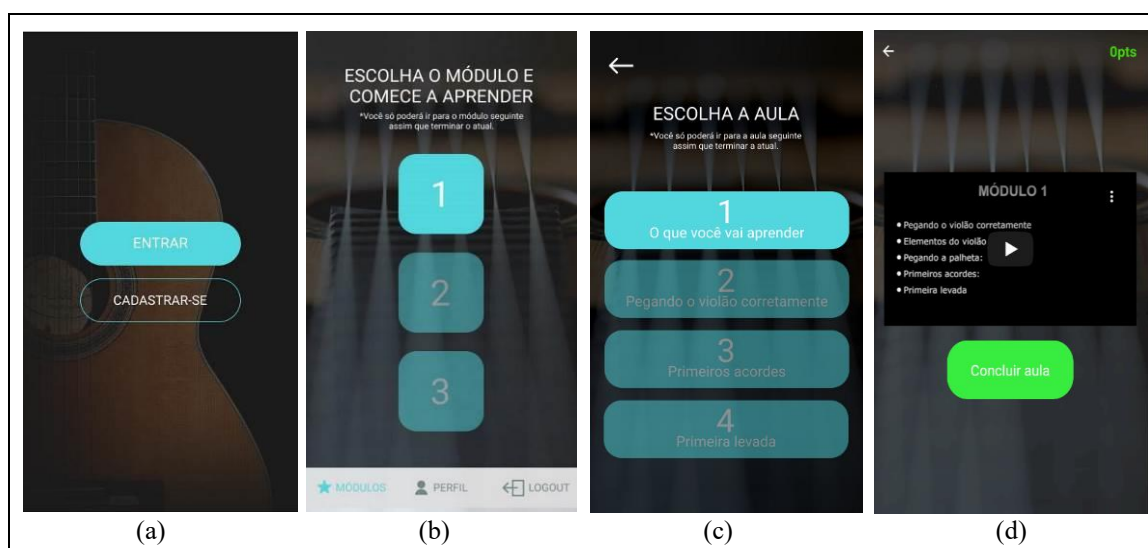 ENTRAR
CADASTRAR-SE
(a)
ESCOLHA O MÓDULO E
COMECE A APRENDER
*Você só poderá ir para o módulo seguinte
assim que terminar o atual.
1
2
3
MÓDULOS
PERFIL
LOGOUT
(b)
ESCOLHA A AULA
*Você só poderá ir para a aula seguinte
assim que terminar a atual.
1
O que você vai aprender
2
Pegando o violão corretamente
3
Primeiros acordes
4
Primeira levada
(c)
0pts
MÓDULO 1
• Pegando o violão corretamente
• Elementos do violão
• Pegando a palheta:
• Primeiros acordes:
• Primeira levada
Concluir aula
(d)